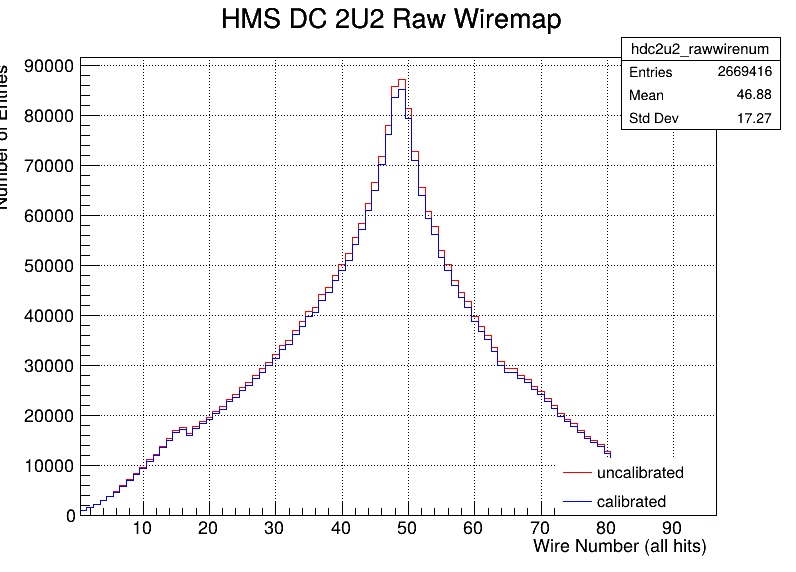 HMS DC 2U2 Raw Wiremap
hdc2u2_rawwirenum
Entries 2669416
Mean 46.88
Std Dev 17.27
Number of Entries
90000
80000
70000
60000
50000
40000
30000
20000
10000
0
uncalibrated
calibrated
10 20 30 40 50 60 70 80 90
Wire Number (all hits)